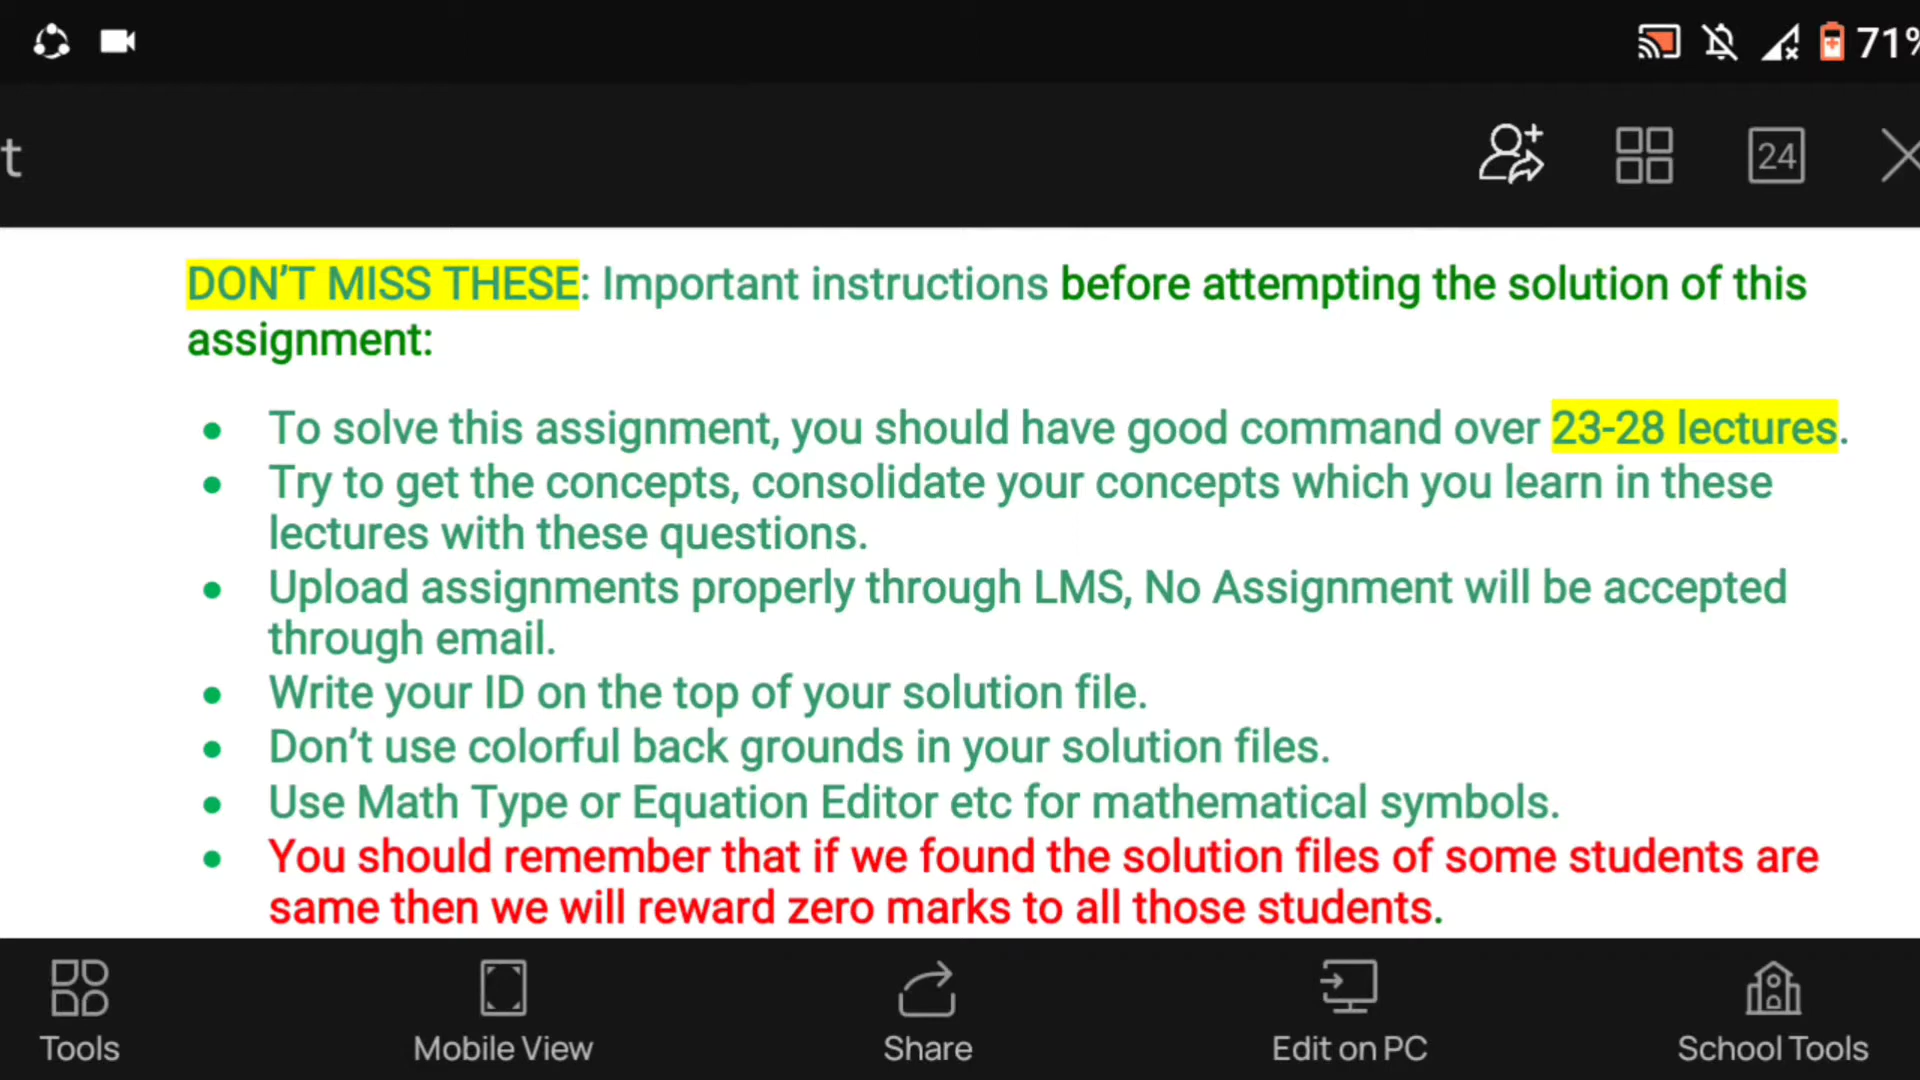 71%
t
24
DON'T MISS THESE: Important instructions before attempting the solution of this
assignment:
• To solve this assignment, you should have good command over 23-28 lectures.
• Try to get the concepts, consolidate your concepts which you learn in these
lectures with these questions.
• Upload assignments properly through LMS, No Assignment will be accepted
through email.
• Write your ID on the top of your solution file.
• Don't use colorful back grounds in your solution files.
• Use Math Type or Equation Editor etc for mathematical symbols.
• You should remember that if we found the solution files of some students are
same then we will reward zero marks to all those students.
Tools Mobile View Share Edit on PC School Tools